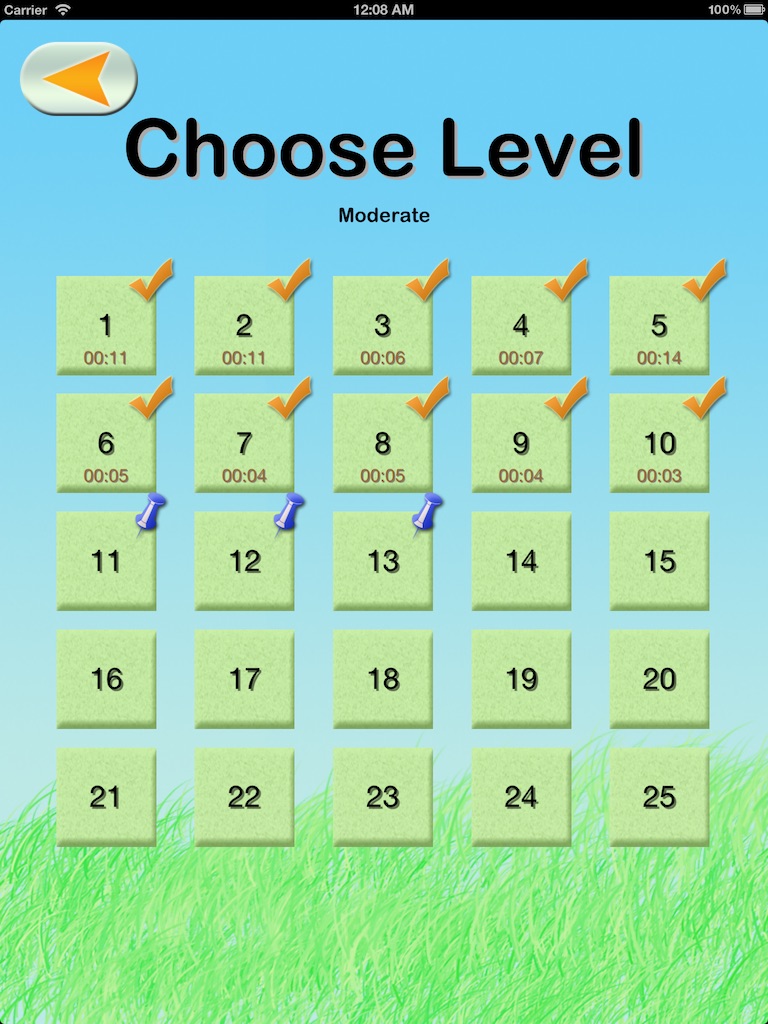 Carrier 12:08 AM 100%
Choose Level
Moderate
1 2 3 4 5
00:11 00:11 00:06 00:07 00:14
6 7 8 9 10
00:05 00:04 00:05 00:04 00:03
11 12 13 14 15
16 17 18 19 20
21 22 23 24 25